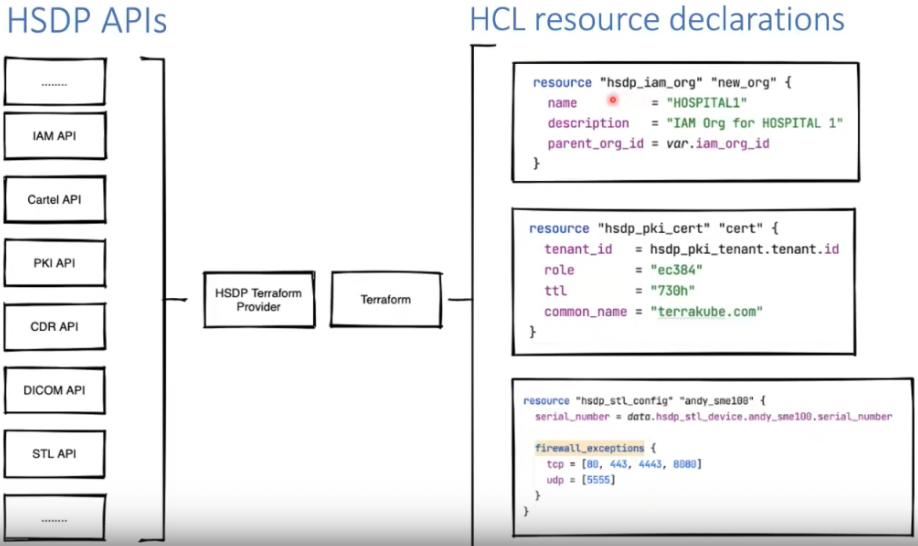 HSDP APIs
HCL resource declarations
........
IAM API
Cartel API
PKI API
CDR API
DICOM API
STL API
........
HSDP Terraform
Provider
Terraform
resource "hsdp_iam_org" "new_org" {
name = "HOSPITAL1"
description = "IAM Org for HOSPITAL 1"
parent_org_id = var.iam_org_id
}
resource "hsdp_pki_cert" "cert" {
tenant_id = hsdp_pki_tenant.tenant.id
role = "ec384"
ttl = "730h"
common_name = "terrakube.com"
}
resource "hsdp_stl_config" "andy_sme100" {
serial_number = data.hsdp_stl_device.andy_sme100.serial_number
firewall_exceptions {
tcp = [80, 443, 4443, 8080]
udp = [5555]
}
}